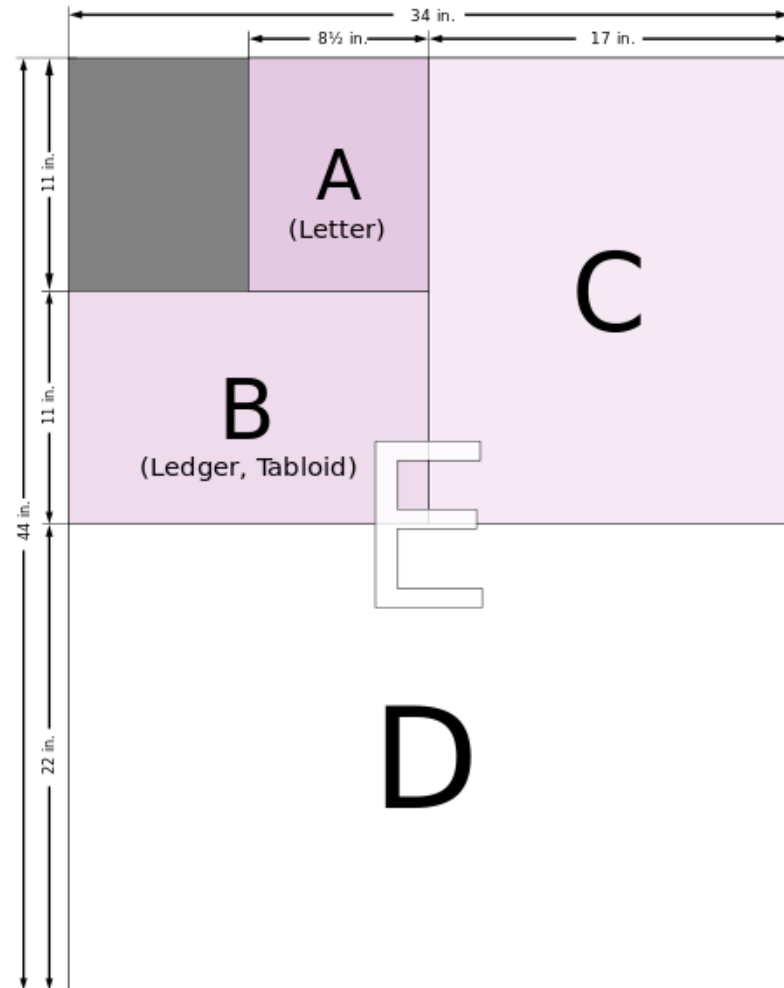 34 in.
8½ in.
17 in.
11 in.
A
(Letter)
C
11 in.
B
(Ledger, Tabloid)
44 in.
E
22 in.
D